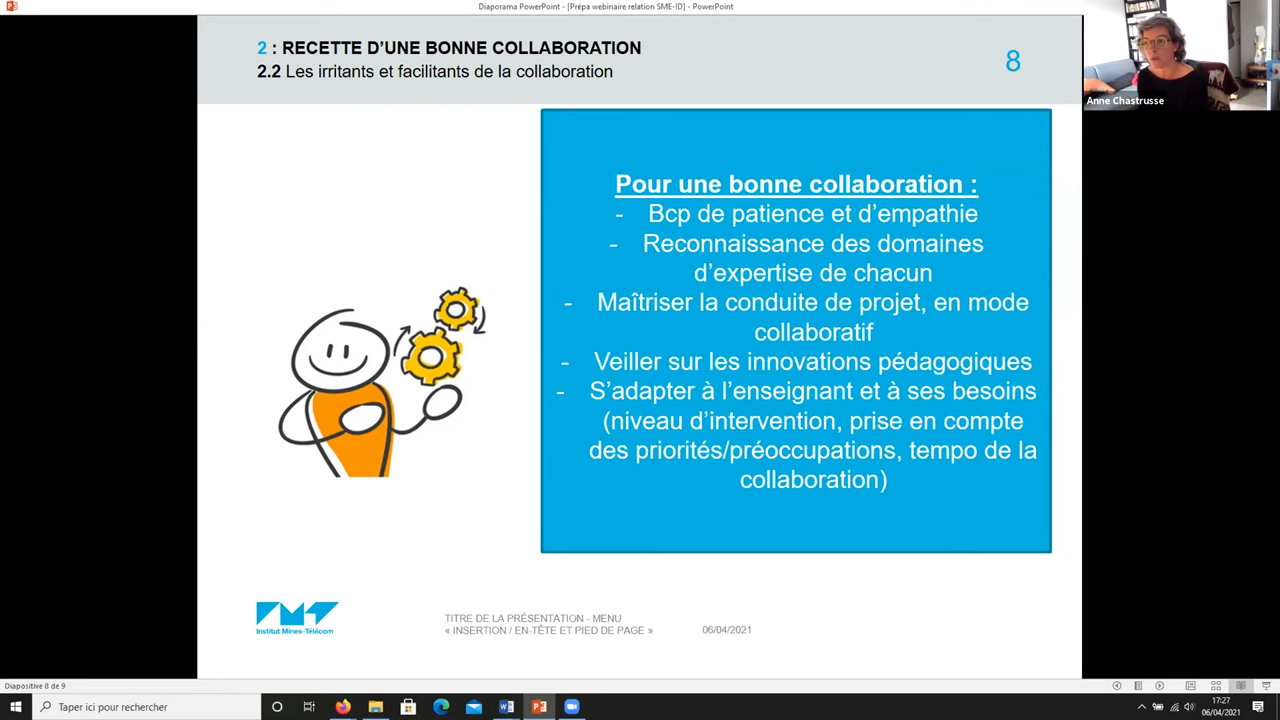 Diaporama PowerPoint - [Prépa webinaire relation SME-ID] - PowerPoint
2 : RECETTE D'UNE BONNE COLLABORATION
2.2 Les irritants et facilitants de la collaboration
8
Anne Chastrusse
Pour une bonne collaboration :
- Bcp de patience et d'empathie
- Reconnaissance des domaines
d'expertise de chacun
- Maîtriser la conduite de projet, en mode
collaboratif
- Veiller sur les innovations pédagogiques
- S'adapter à l'enseignant et à ses besoins
(niveau d'intervention, prise en compte
des priorités/préoccupations, tempo de la
collaboration)
IMT
Institut Mines-Télécom
TITRE DE LA PRÉSENTATION - MENU
« INSERTION / EN-TÊTE ET PIED DE PAGE »
06/04/2021
Diapositive 8 de 9
Taper ici pour rechercher
17:27
06/04/2021